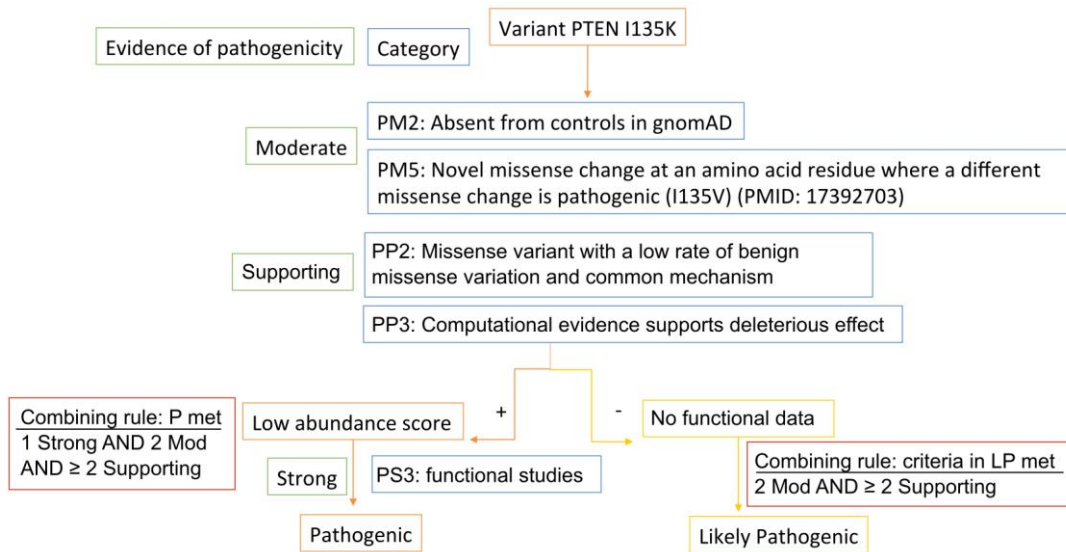 Variant PTEN I135K
Evidence of pathogenicity
Category
PM2: Absent from controls in gnomAD
Moderate
PM5: Novel missense change at an amino acid residue where a different
missense change is pathogenic (I135V) (PMID: 17392703)
PP2: Missense variant with a low rate of benign
missense variation and common mechanism
Supporting
PP3: Computational evidence supports deleterious effect
Combining rule: P met
1 Strong AND 2 Mod
AND ≥ 2 Supporting
Low abundance score
+
-
No functional data
Strong
PS3: functional studies
Combining rule: criteria in LP met
2 Mod AND ≥ 2 Supporting
Pathogenic
Likely Pathogenic